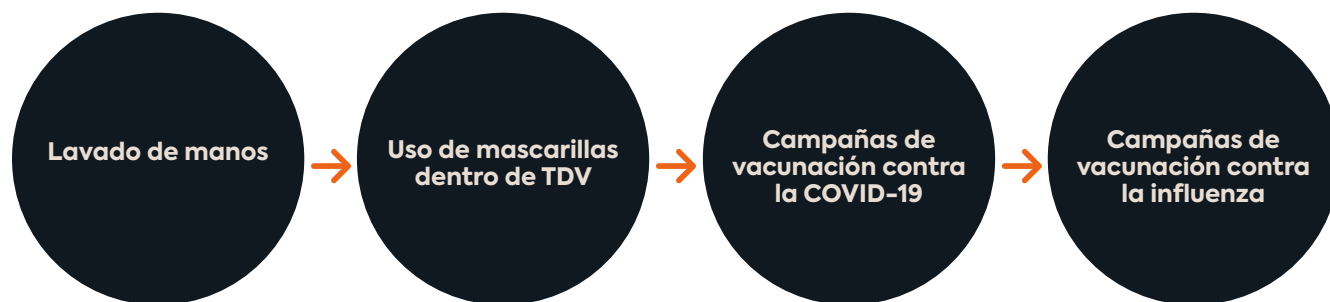 Lavado de manos
Uso de mascarillas
dentro de TDV
Campañas de
vacunación contra
la COVID-19
Campañas de
vacunación contra
la influenza